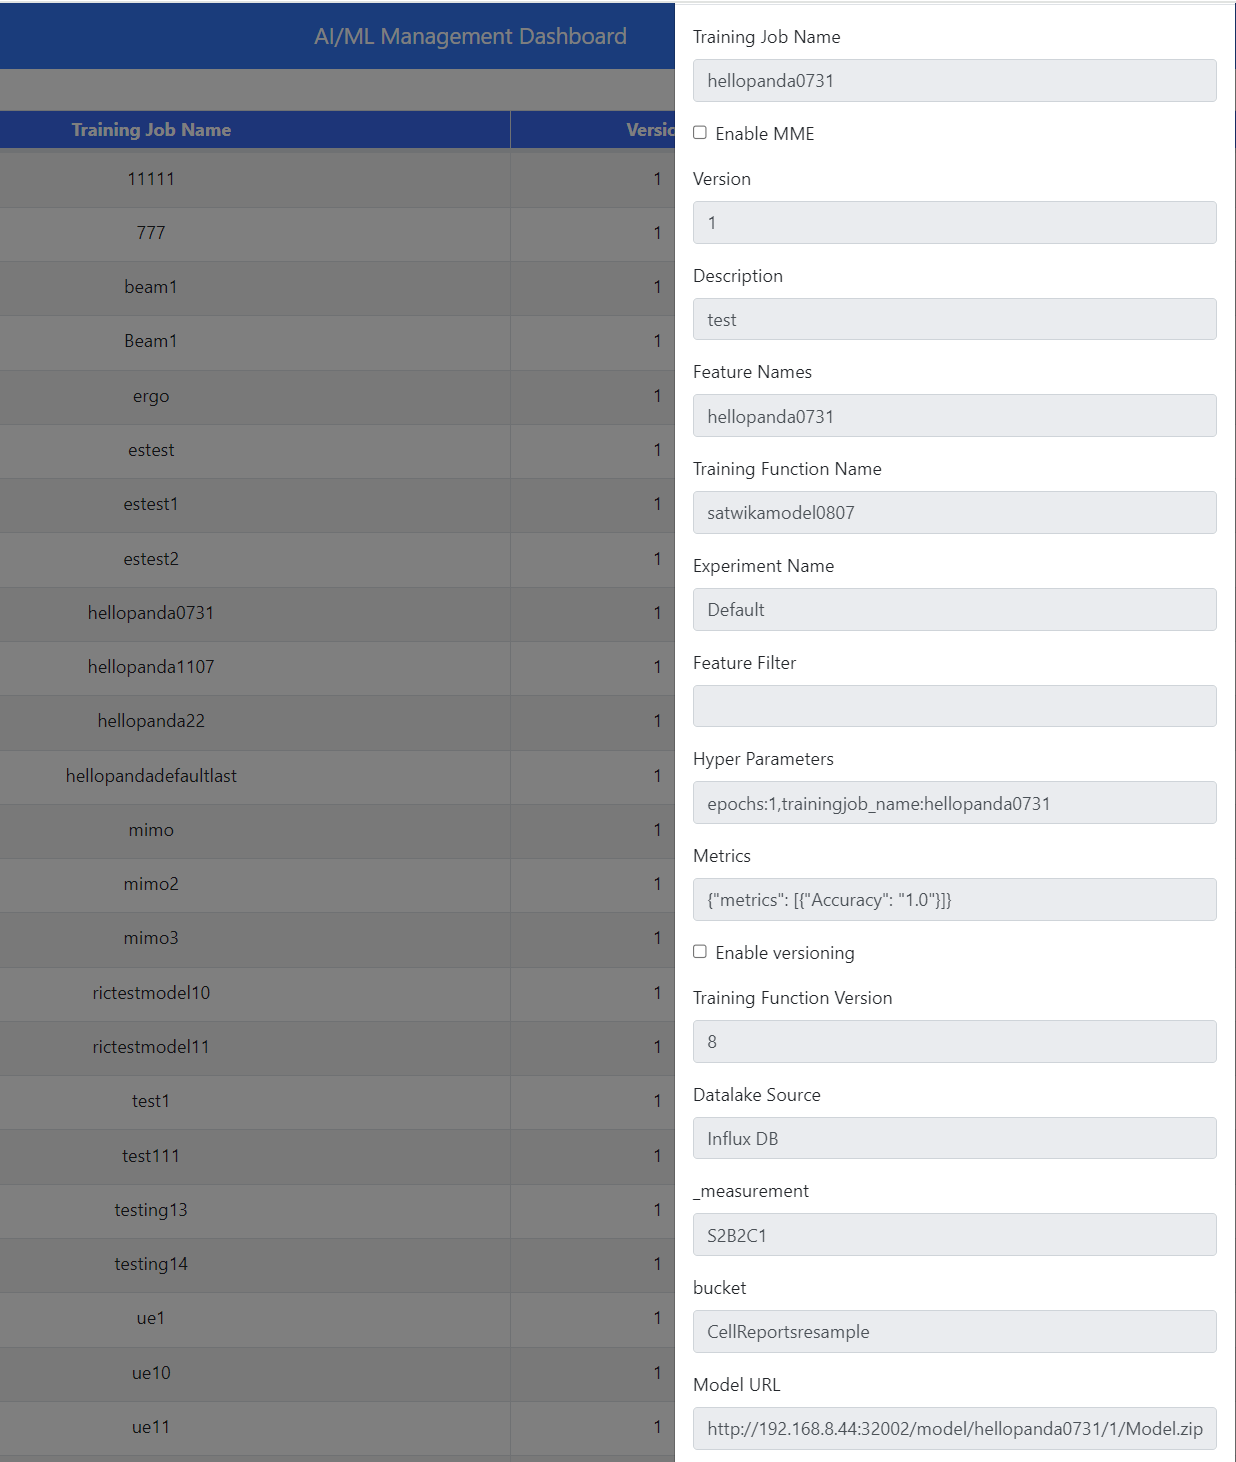 AI/ML Management Dashboard
Training Job Name Versio
11111 1
777 1
beam1 1
Beam1 1
ergo 1
estest 1
estest1 1
estest2 1
hellopanda0731 1
hellopanda1107 1
hellopanda22 1
hellopandadefaultlast 1
mimo 1
mimo2 1
mimo3 1
rictestmodel10 1
rictestmodel11 1
test1 1
test111 1
testing13 1
testing14 1
ue1 1
ue10 1
ue11 1
Training Job Name
hellopanda0731
Enable MME
Version
1
Description
test
Feature Names
hellopanda0731
Training Function Name
satwikamodel0807
Experiment Name
Default
Feature Filter
Hyper Parameters
epochs:1,trainingjob_name:hellopanda0731
Metrics
{"metrics": [{"Accuracy": "1.0"}]}
Enable versioning
Training Function Version
8
Datalake Source
Influx DB
_measurement
S2B2C1
bucket
CellReportsresample
Model URL
http://192.168.8.44:32002/model/hellopanda0731/1/Model.zip